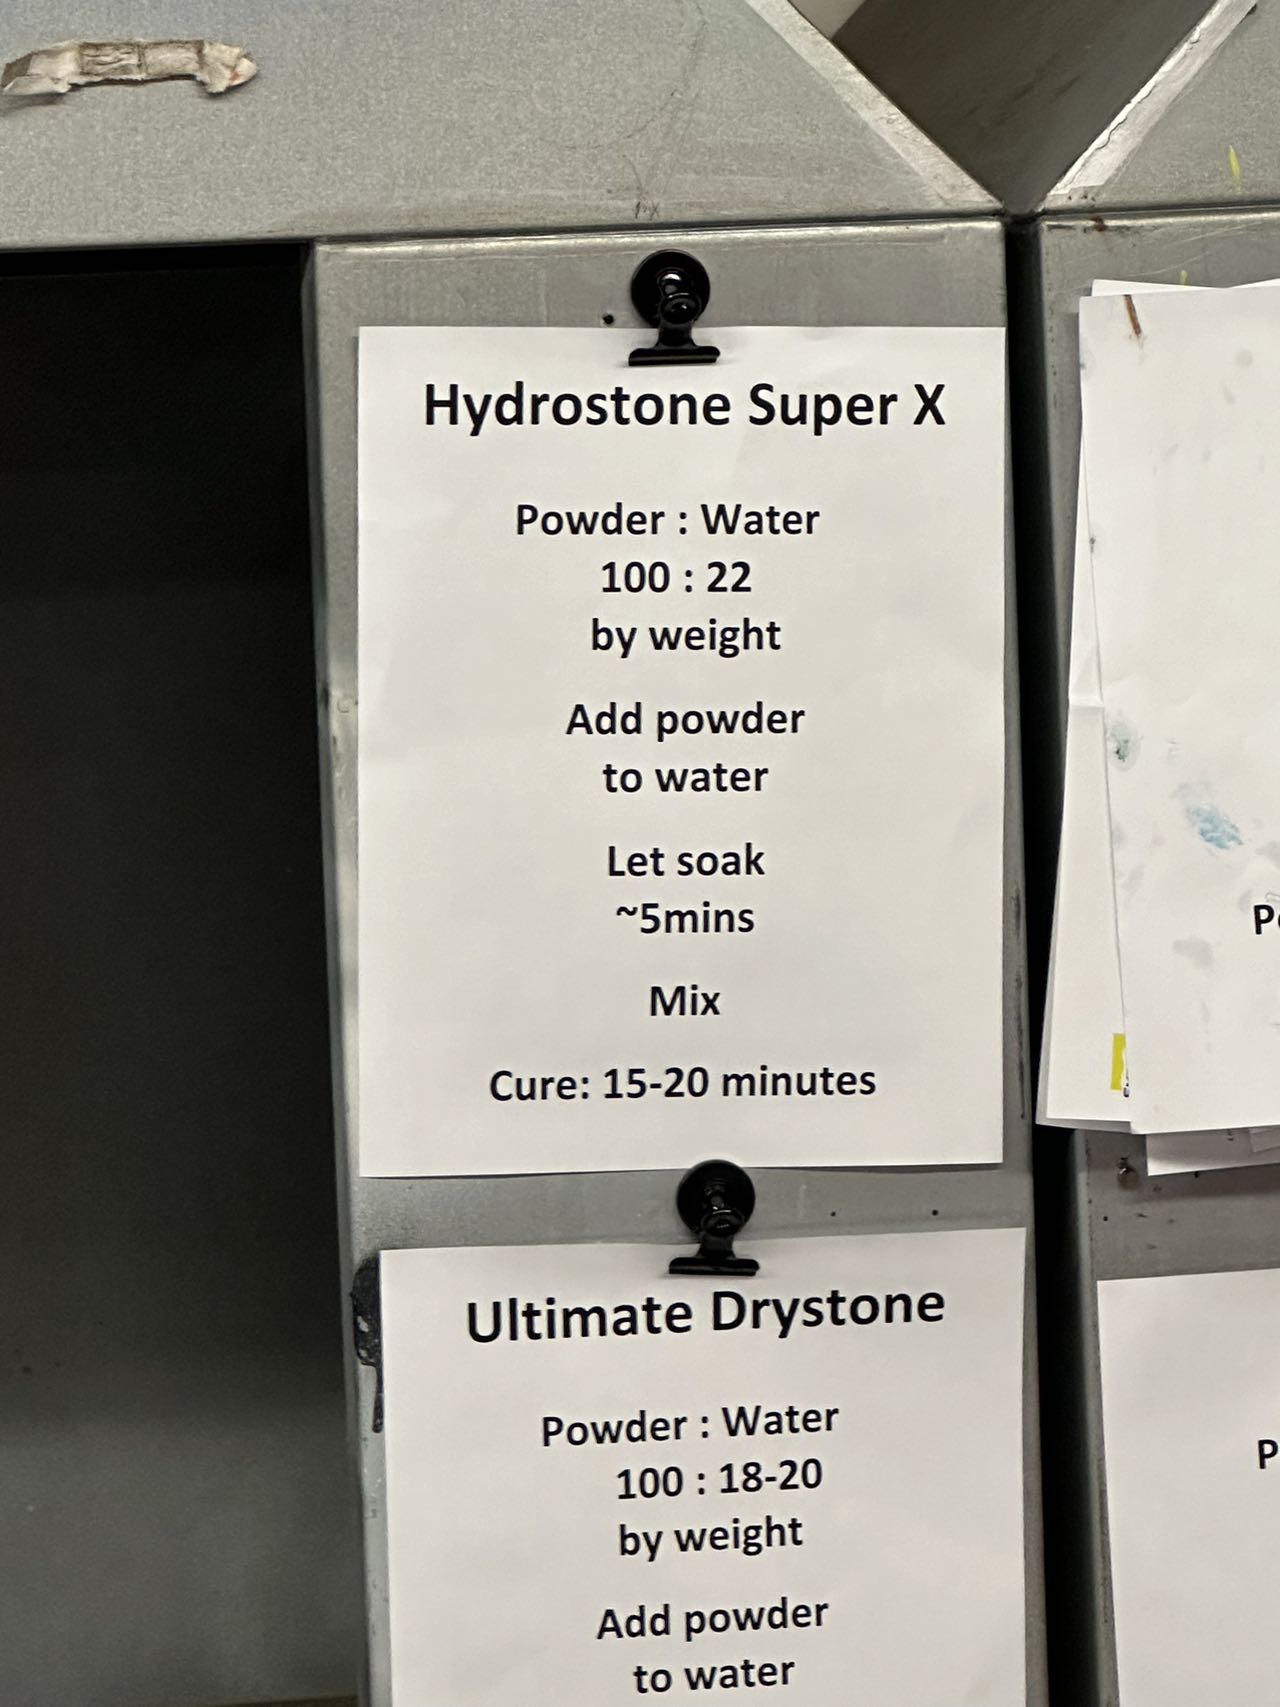 Hydrostone Super X
Powder : Water
100 : 22
by weight
Add powder
to water
Let soak
~5mins
Mix
Cure: 15-20 minutes
Ultimate Drystone
Powder : Water
100 : 18-20
by weight
Add powder
to water